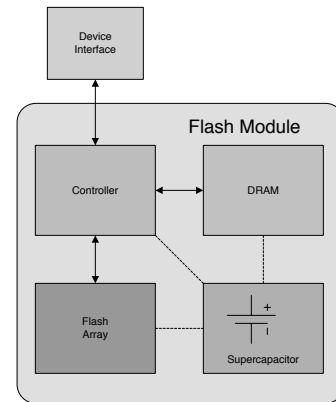 Device
Interface
Flash Module
Controller
DRAM
Flash
Array
+
Supercapacitor